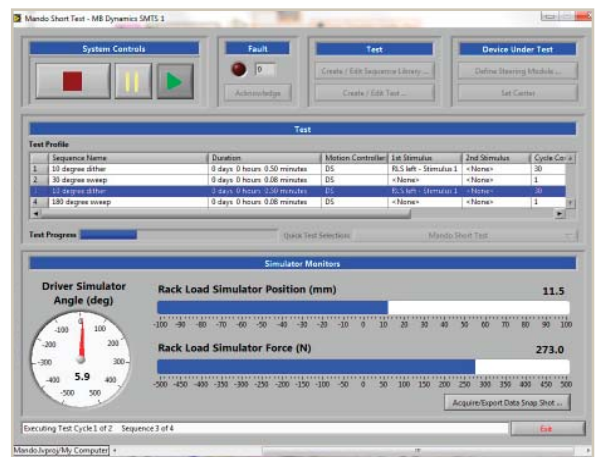 Mando Short Test - MB Dynamics SMTS 1
System Controls
Fault
Test
Device Under Test
0
Acknowledge
Create / Edit Sequence Library ...
Create / Edit Test ...
Define Steering Module ...
Set Center
Test
Test Profile
Sequence Name Duration Motion Controller 1st Stimulus 2nd Stimulus Cycle Co
1 10 degree dither 0 days 0 hours 0.50 minutes DS RLS left - Stimulus 1 <None> 30
2 30 degree sweep 0 days 0 hours 0.08 minutes DS <None> <None> 1
3 10 degree dither 0 days 0 hours 0.50 minutes DS RLS left - Stimulus 1 <None> 30
4 180 degree sweep 0 days 0 hours 0.08 minutes DS <None> <None> 1
Test Progress Quick Test Selection Mando Short Test
Simulator Monitors
Driver Simulator Angle (deg)
0
-100 100
-200 200
-300 300
-400 400
-500 500
5.9
Rack Load Simulator Position (mm) 11.5
-100 -90 -80 -70 -60 -50 -40 -30 -20 -10 0 10 20 30 40 50 60 70 80 90 100
Rack Load Simulator Force (N) 273.0
-500 -450 -400 -350 -300 -250 -200 -150 -100 -50 0 50 100 150 200 250 300 350 400 450 500
Acquire/Export Data Snap Shot ...
Executing Test Cycle 1 of 2 Sequence 3 of 4
Exit
Mando.lvproj/My Computer